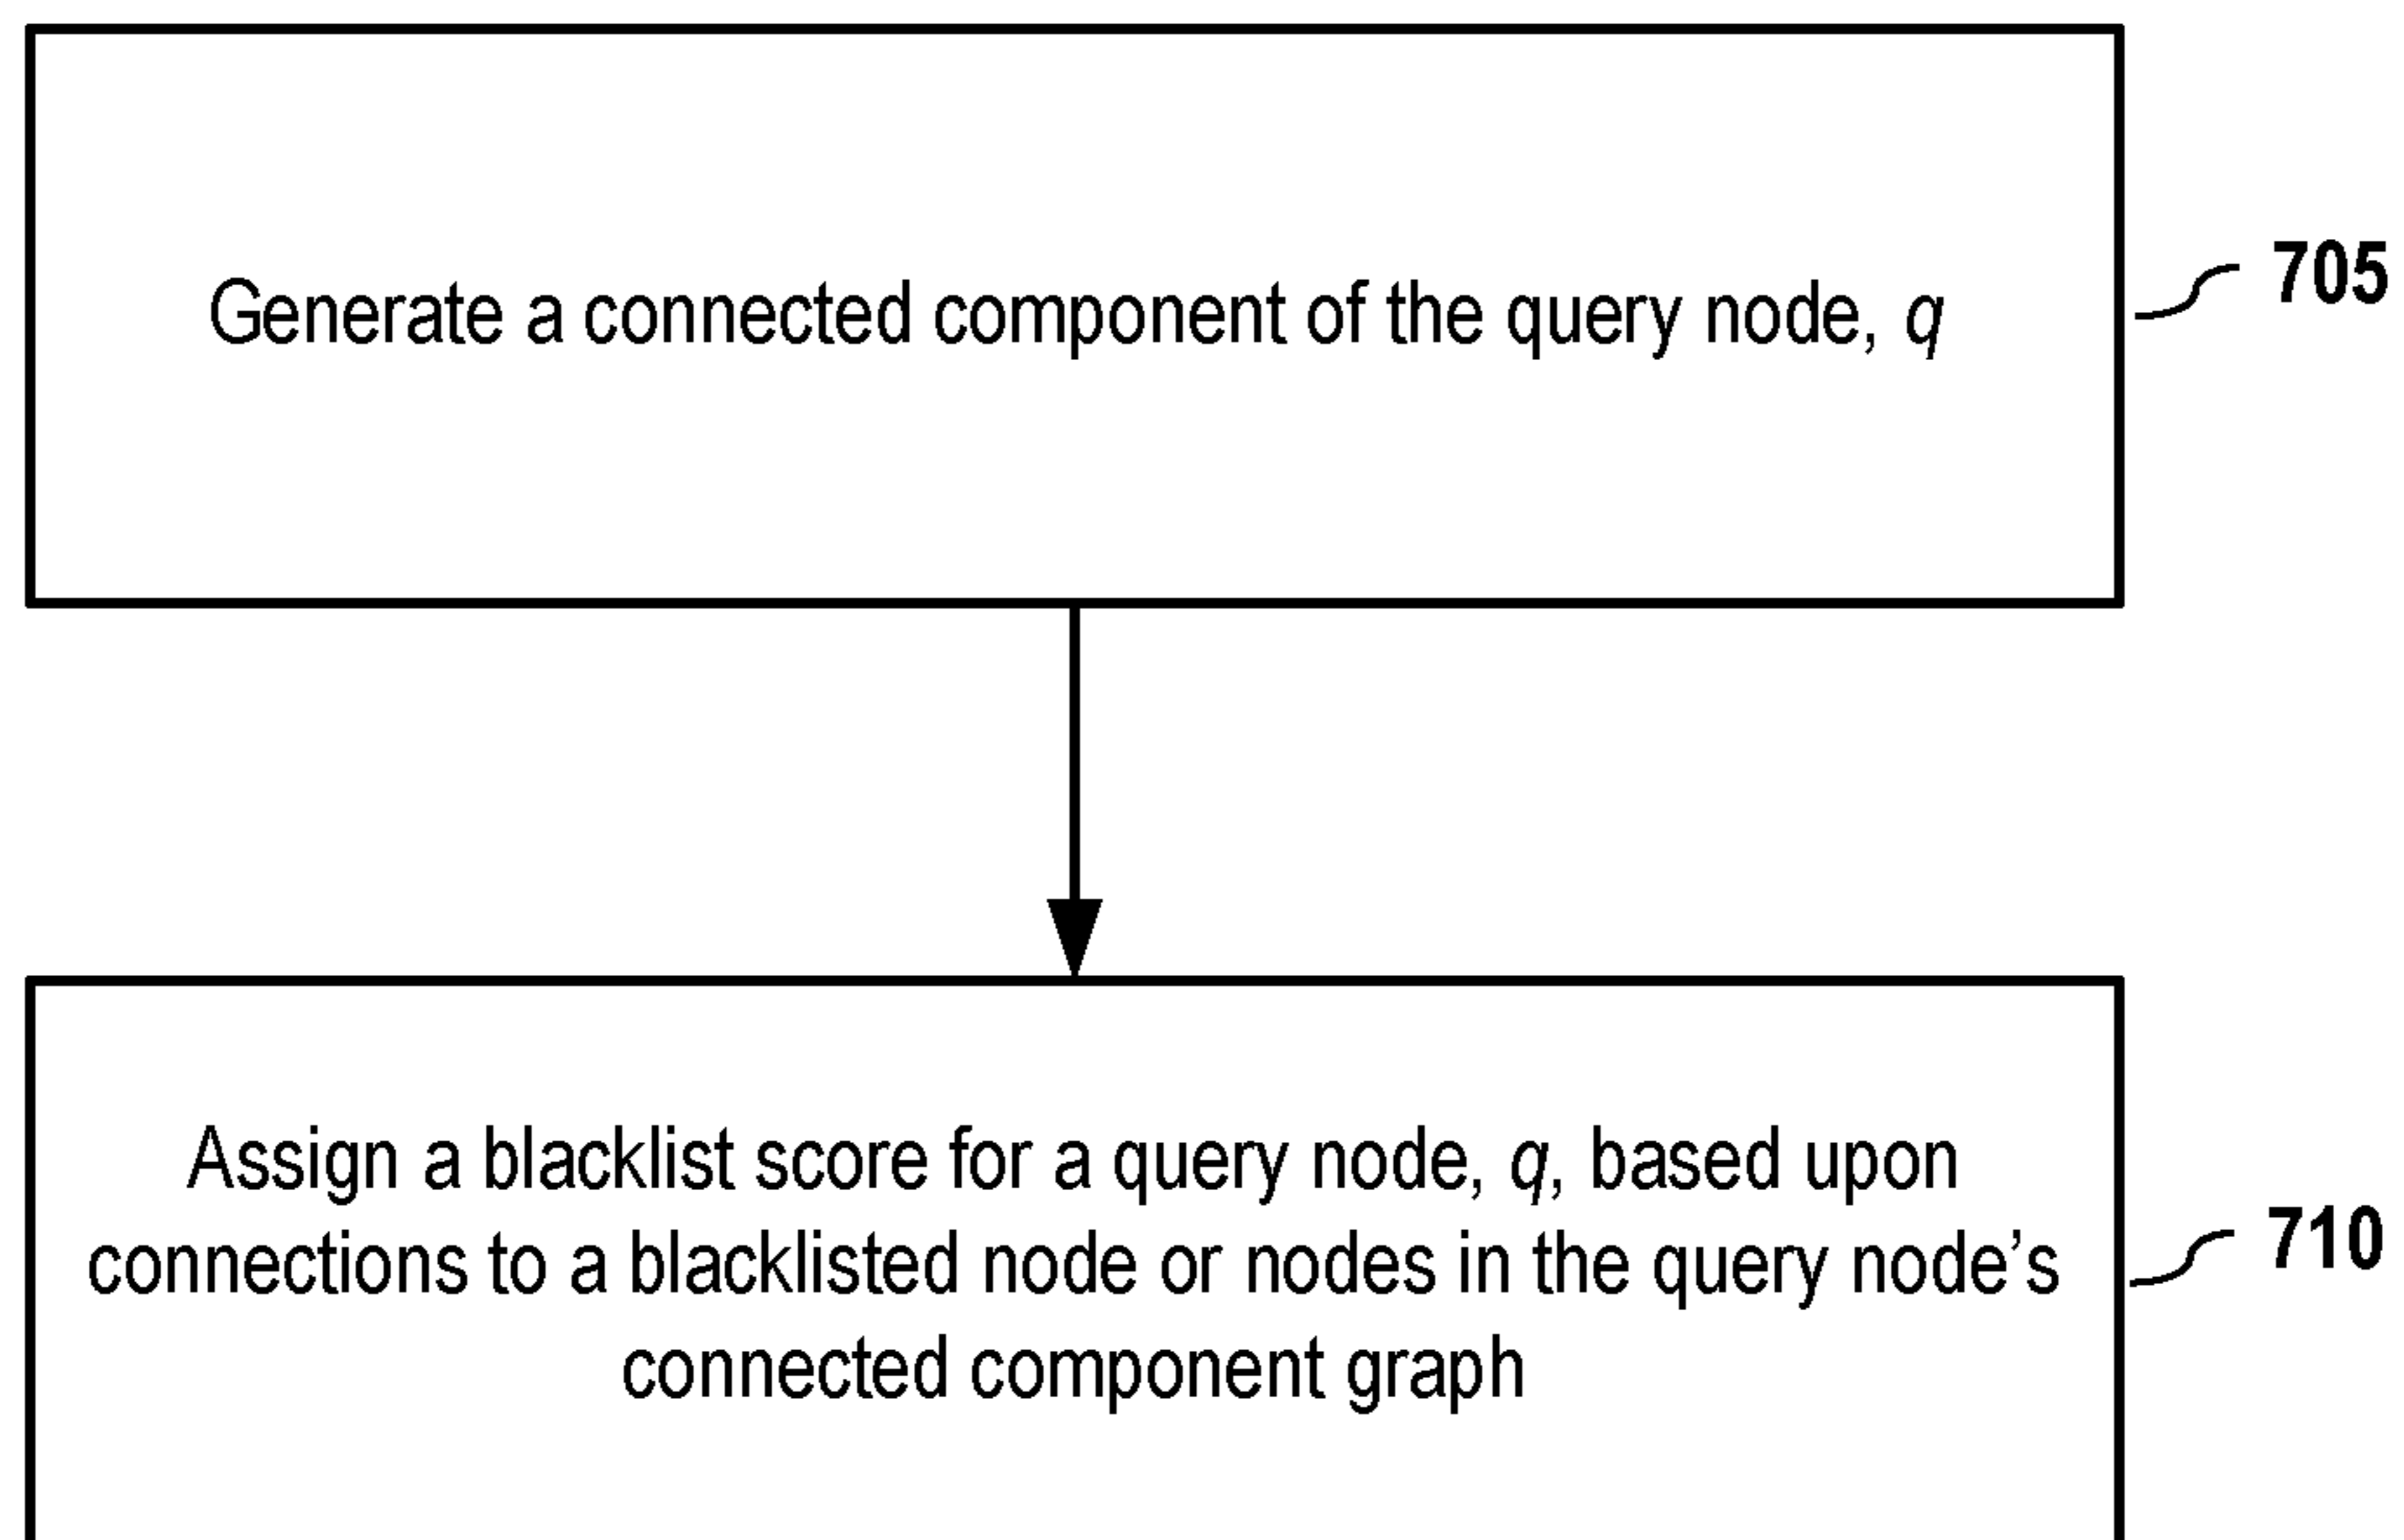 Generate a connected component of the query node, q
705
Assign a blacklist score for a query node, q, based upon
connections to a blacklisted node or nodes in the query node’s
connected component graph
710